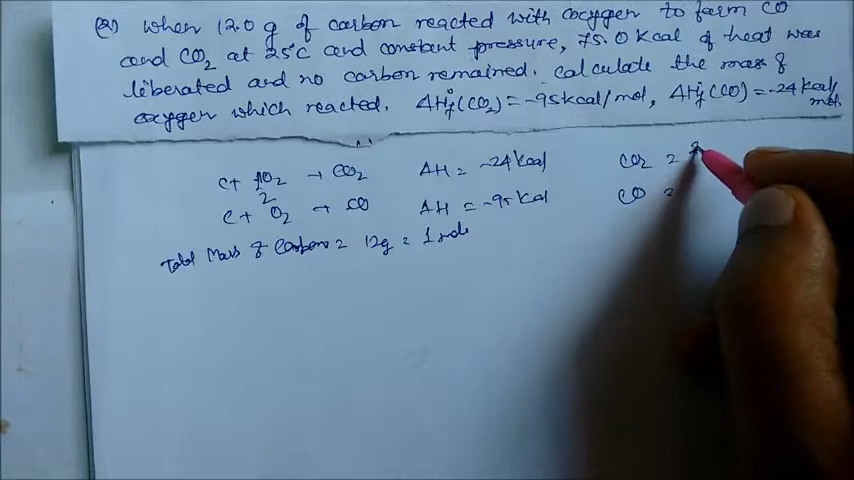 (Q) when 12.0 g of carbon reacted with oxygen to form CO
and CO₂ at 25°C and constant pressure, 75.0 Kcal of heat was
liberated and no carbon remained. calculate the mass of
oxygen which reacted. ΔH°f(CO₂) = -95kcal/mol, ΔHf(CO) = -24 Kcal/mol
C + 1/2 O₂ → CO₂ ΔH = -24 Kcal CO₂ =
C + O₂ → CO ΔH = -95 Kcal CO =
Total Mass of Carbon = 12g = 1 mole